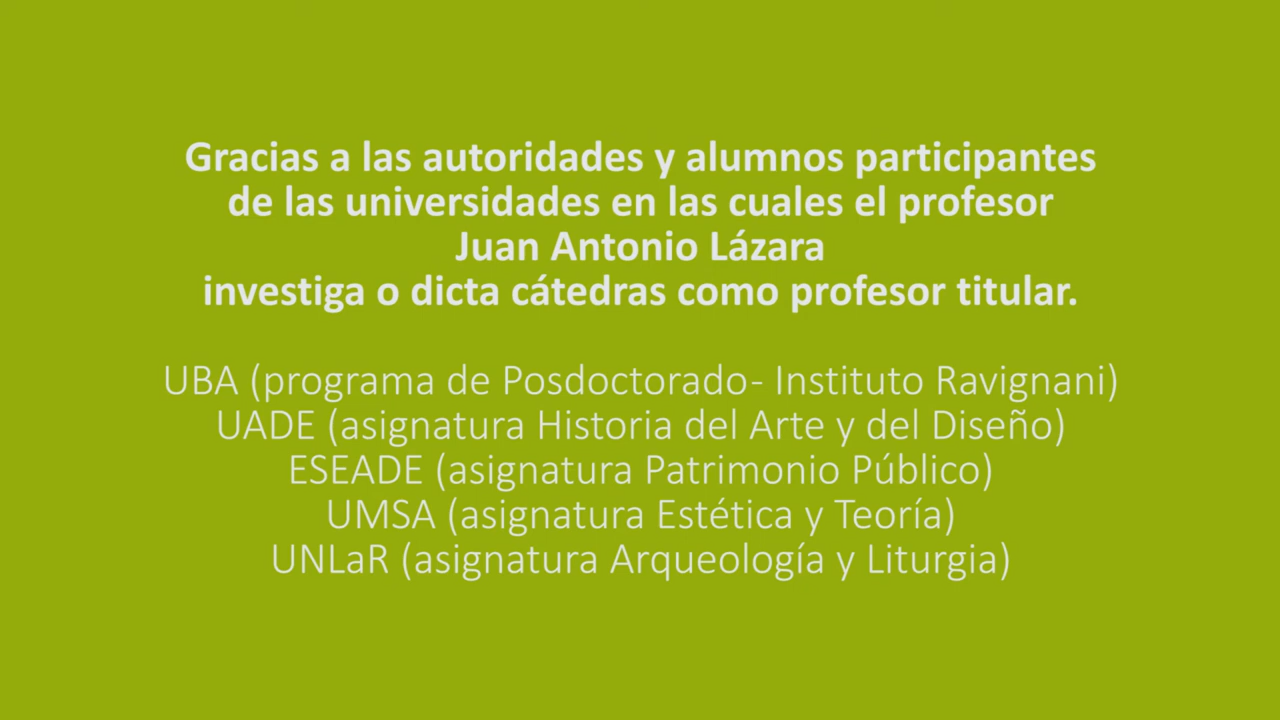 Gracias a las autoridades y alumnos participantes
de las universidades en las cuales el profesor
Juan Antonio Lázara
investiga o dicta cátedras como profesor titular.
UBA (programa de Posdoctorado- Instituto Ravignani)
UADE (asignatura Historia del Arte y del Diseño)
ESEADE (asignatura Patrimonio Público)
UMSA (asignatura Estética y Teoría)
UNLaR (asignatura Arqueología y Liturgia)